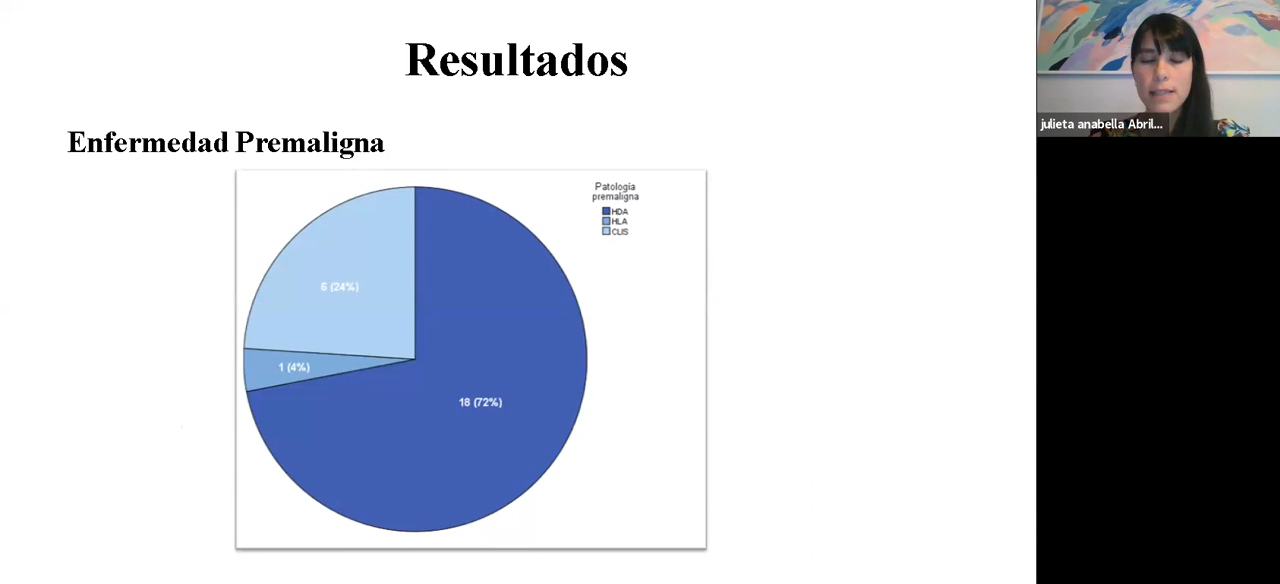 Resultados
Enfermedad Premaligna
Patología
premaligna
HDA
HLA
CLIS
6 (24%)
1 (4%)
18 (72%)
julieta anabella Abril...